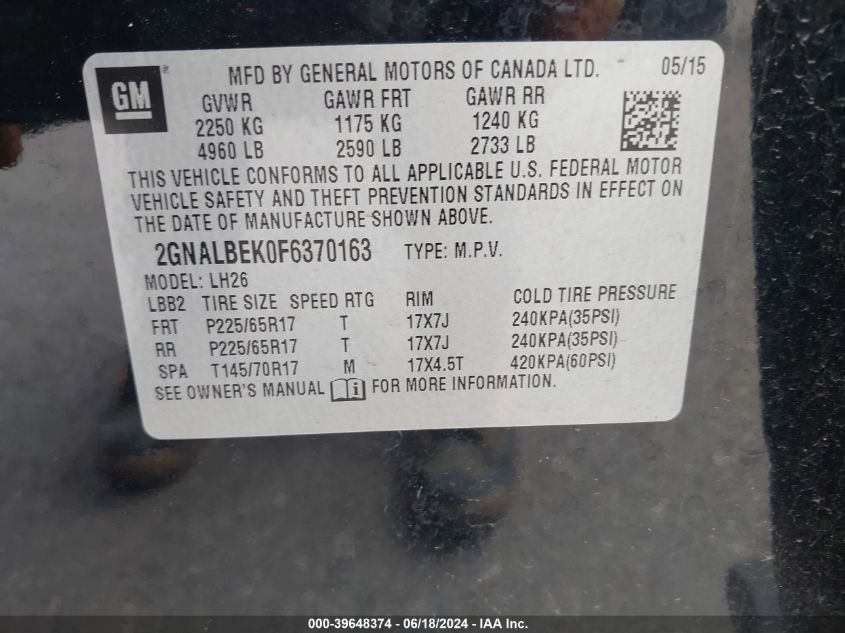 GM ® MFD BY GENERAL MOTORS OF CANADA LTD. 05/15
GVWR GAWR FRT GAWR RR
2250 KG 1175 KG 1240 KG
4960 LB 2590 LB 2733 LB
THIS VEHICLE CONFORMS TO ALL APPLICABLE U.S. FEDERAL MOTOR
VEHICLE SAFETY AND THEFT PREVENTION STANDARDS IN EFFECT ON
THE DATE OF MANUFACTURE SHOWN ABOVE.
2GNALBEK0F6370163 TYPE: M.P.V.
MODEL: LH26
LBB2 TIRE SIZE SPEED RTG RIM COLD TIRE PRESSURE
FRT P225/65R17 T 17X7J 240KPA(35PSI)
RR P225/65R17 T 17X7J 240KPA(35PSI)
SPA T145/70R17 M 17X4.5T 420KPA(60PSI)
SEE OWNER'S MANUAL i FOR MORE INFORMATION.
000-39648374 - 06/18/2024 - IAA Inc.